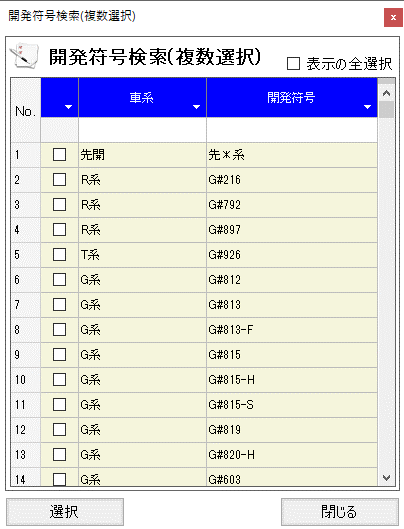 開発符号検索(複数選択)
開発符号検索(複数選択)
表示の全選択
No. 車系 開発符号
1 先開 先＊系
2 R系 G#216
3 R系 G#792
4 R系 G#897
5 T系 G#926
6 G系 G#812
7 G系 G#813
8 G系 G#813-F
9 G系 G#815
10 G系 G#815-H
11 G系 G#815-S
12 G系 G#819
13 G系 G#820-H
14 G系 G#603
選択 閉じる